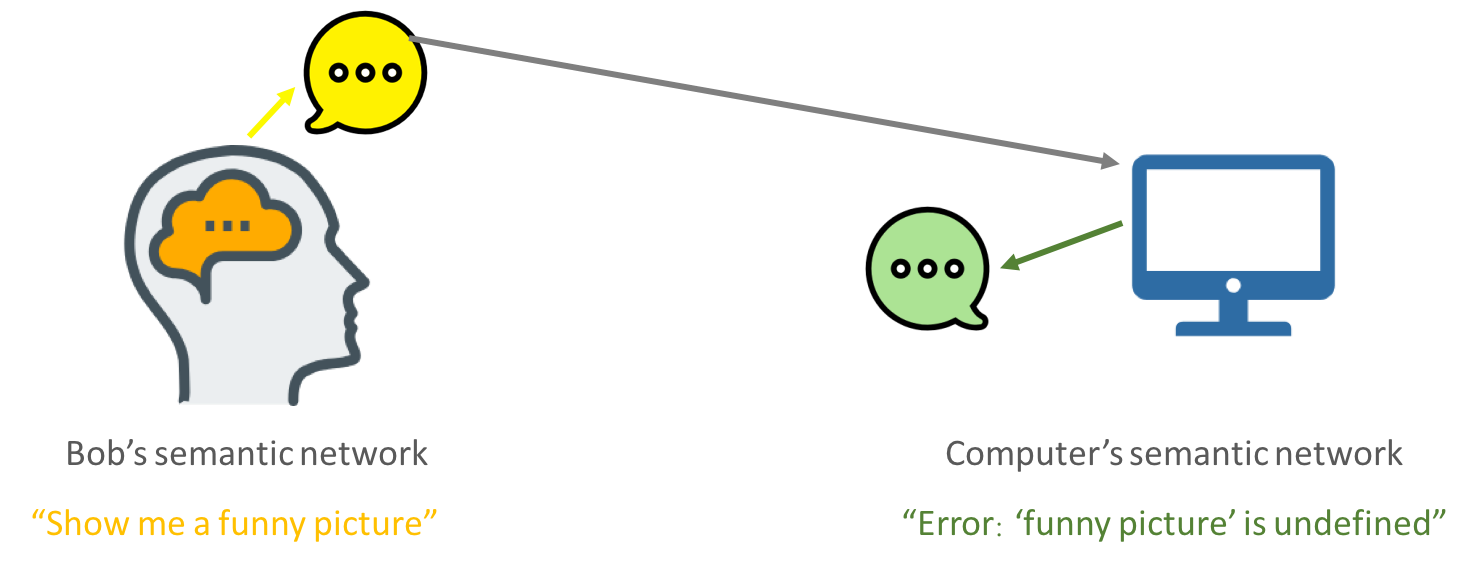 Bob’s semantic network
Computer’s semantic network
“Show me a funny picture”
“Error: ‘funny picture’ is undefined”